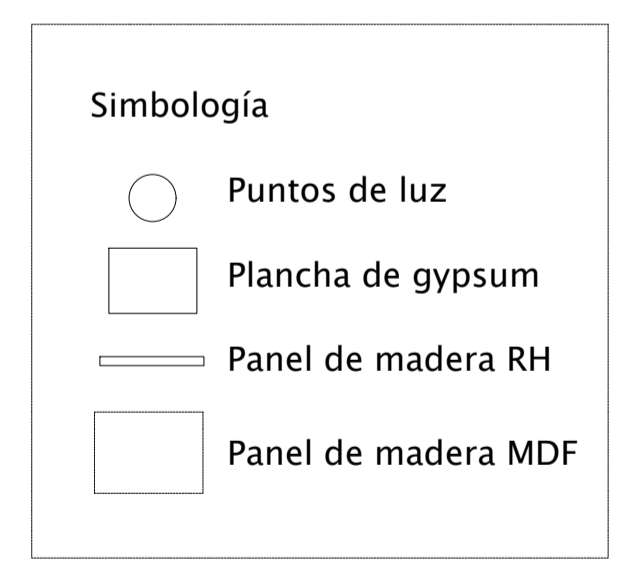 Simbología
Puntos de luz
Plancha de gypsum
Panel de madera RH
Panel de madera MDF